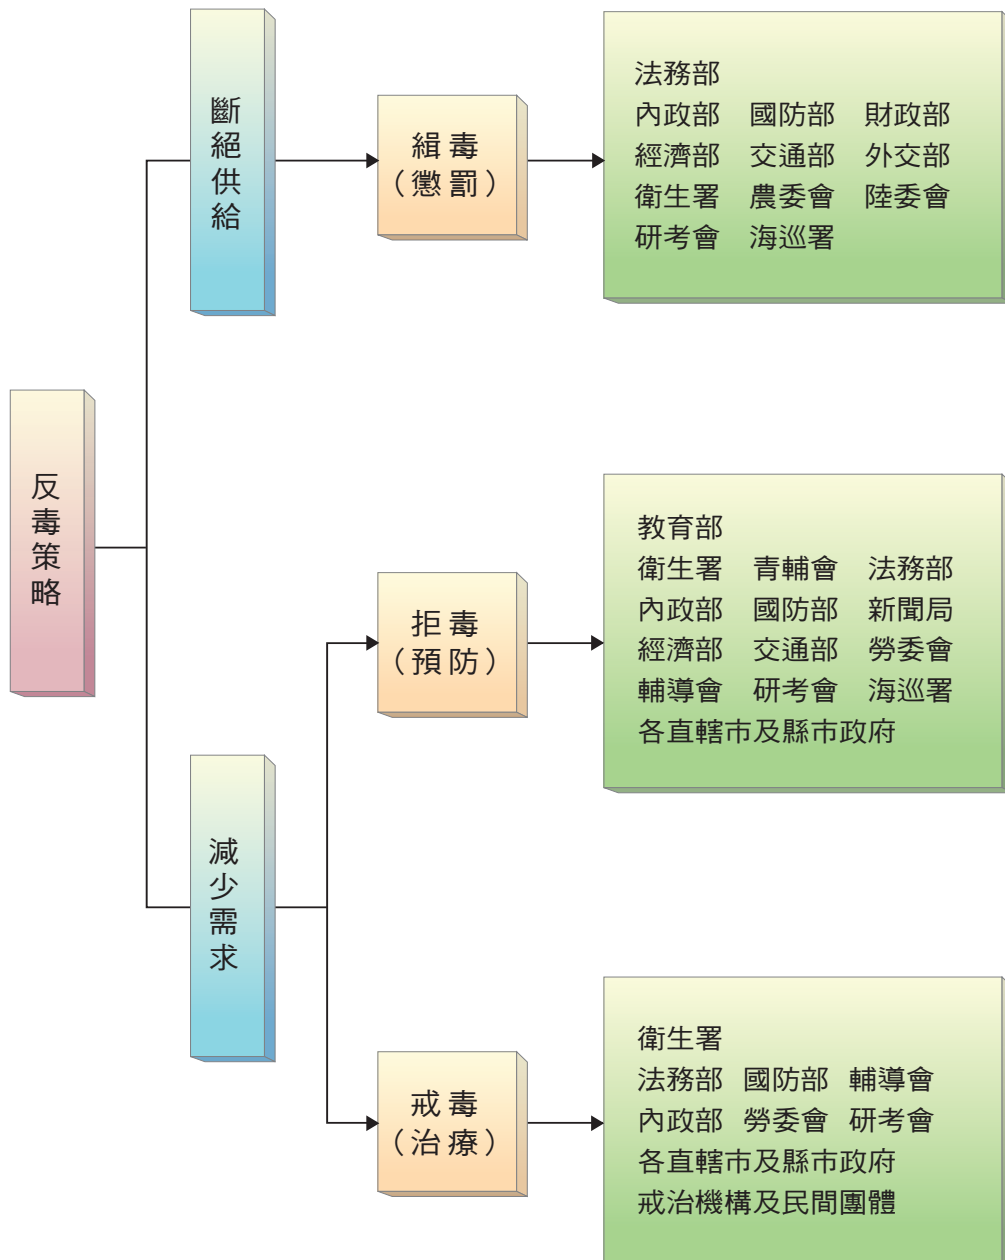 反毒策略
斷絕供給
緝毒
（懲罰）
法務部
內政部 國防部 財政部
經濟部 交通部 外交部
衛生署 農委會 陸委會
研考會 海巡署
減少需求
拒毒
（預防）
教育部
衛生署 青輔會 法務部
內政部 國防部 新聞局
經濟部 交通部 勞委會
輔導會 研考會 海巡署
各直轄市及縣市政府
戒毒
（治療）
衛生署
法務部 國防部 輔導會
內政部 勞委會 研考會
各直轄市及縣市政府
戒治機構及民間團體